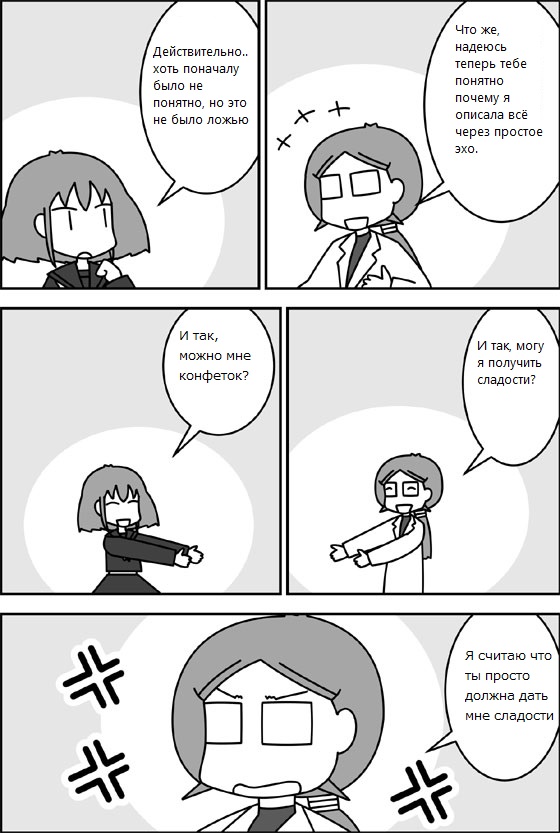 Действительно..
хоть поначалу
было не
понятно, но это
не было ложью
Что же,
надеюсь
теперь тебе
понятно
почему я
описала всё
через простое
эхо.
И так,
можно мне
конфеток?
И так, могу
я получить
сладости?
Я считаю что
ты просто
должна дать
мне сладости